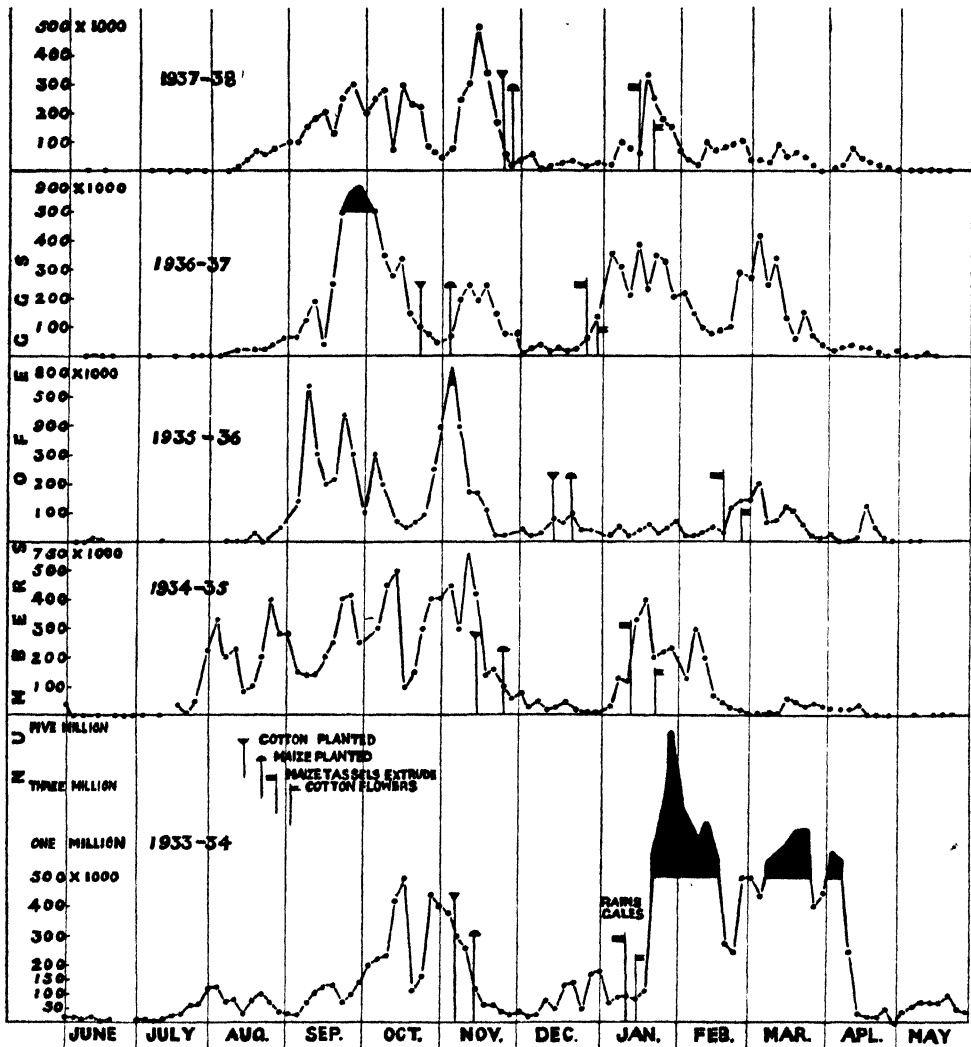 NUMBERS OF EGGS
500 X 1000
400
300
200
100
1937-38
900 X 1000
500
400
300
200
100
1936-37
800 X 1000
500
900
300
200
100
1935-36
750 X 1000
500
400
300
200
100
1934-35
FIVE MILLION
THREE MILLION
ONE MILLION
500 X 1000
400
300
200
150
100
50
COTTON PLANTED
MAIZE PLANTED
MAIZE TASSELS EXTRUDE
COTTON FLOWERS
1933-34
RAINS
GALES
JUNE JULY AUG. SEP. OCT. NOV. DEC. JAN. FEB. MAR. APL. MAY